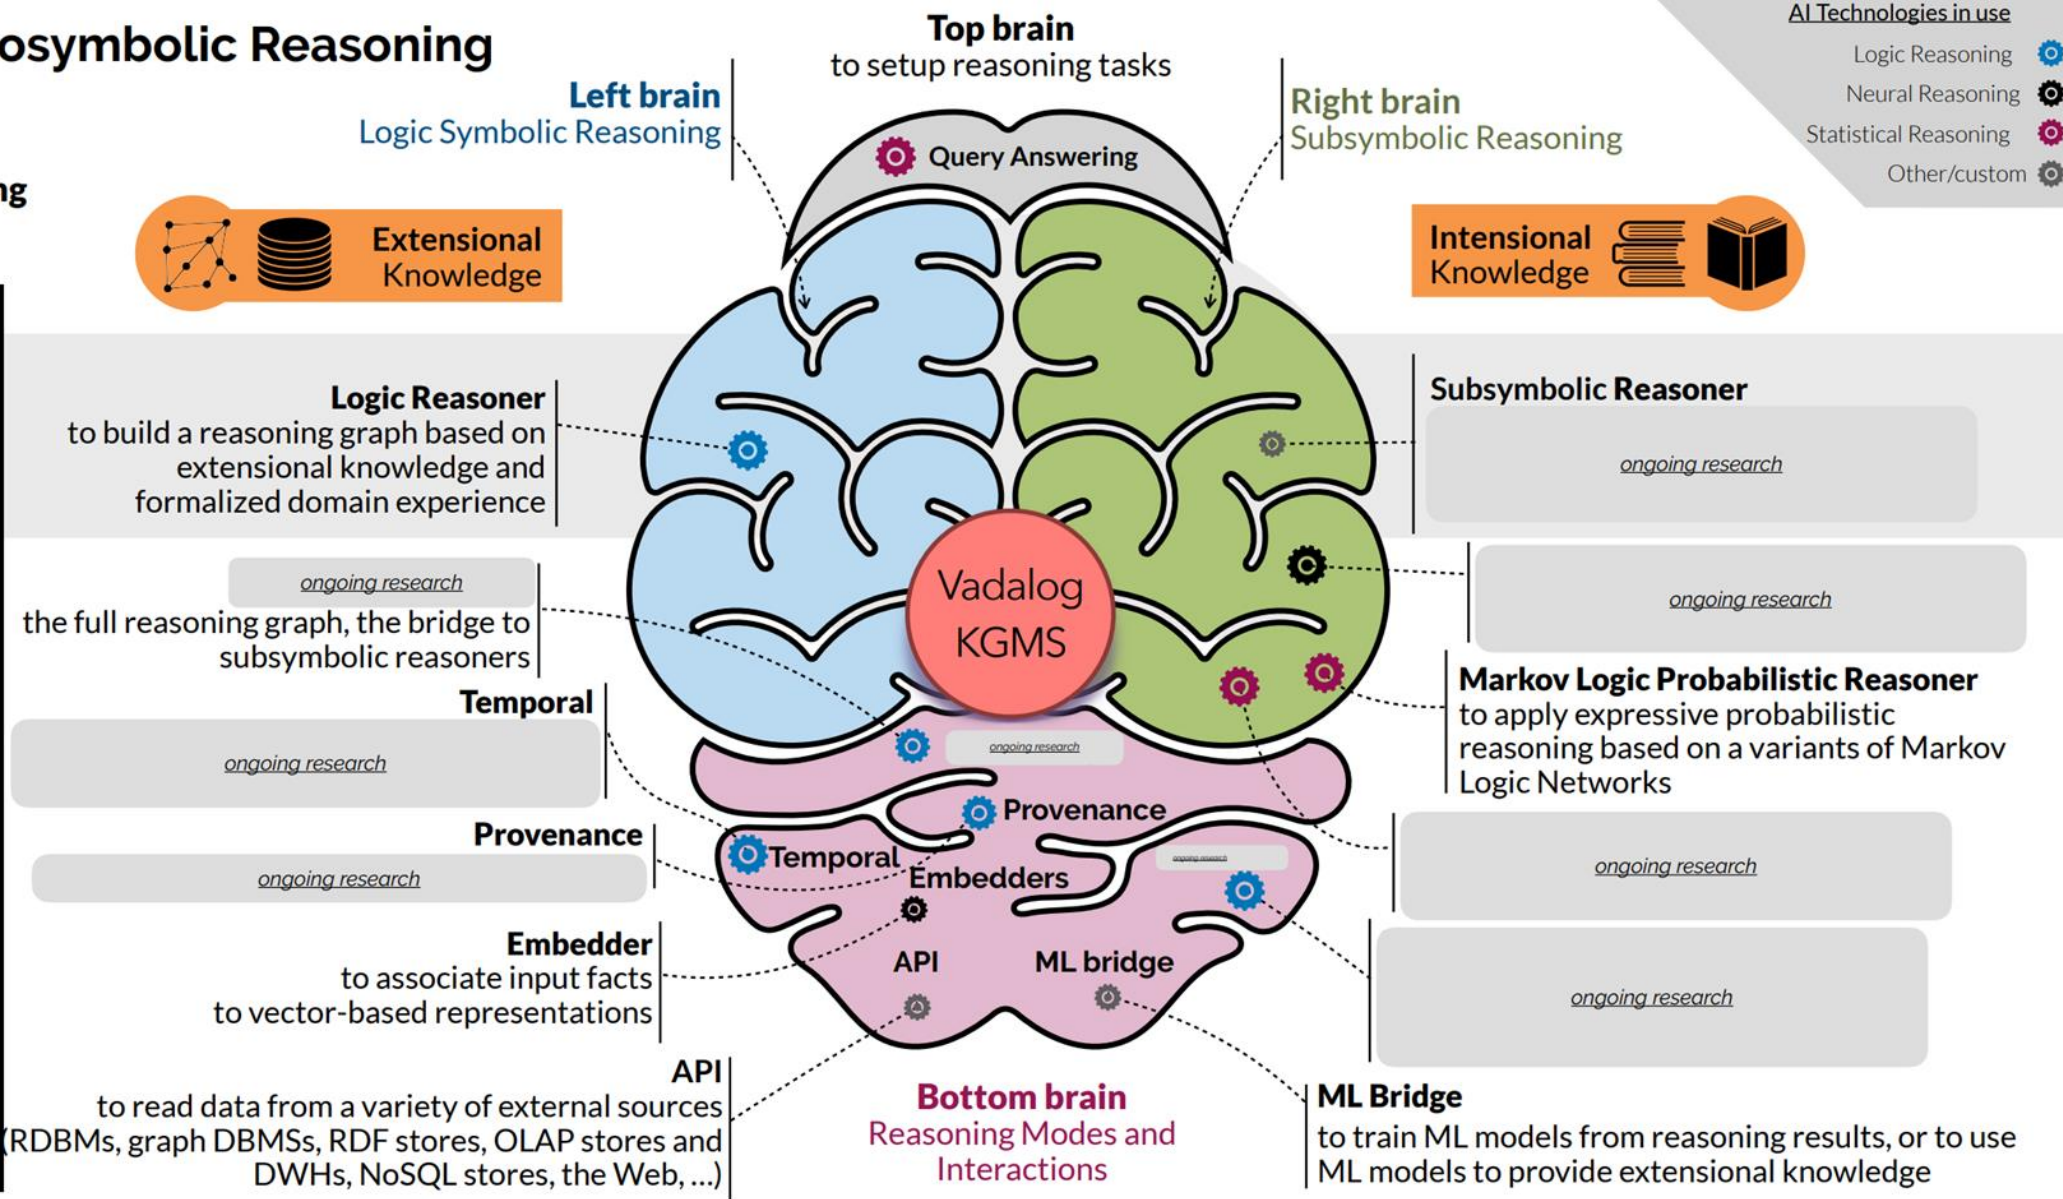 osymbolic Reasoning
ng
Top brain
to setup reasoning tasks
Left brain
Logic Symbolic Reasoning
Right brain
Subsymbolic Reasoning
AI Technologies in use
Logic Reasoning
Neural Reasoning
Statistical Reasoning
Other/custom
Query Answering
Extensional
Knowledge
Intensional
Knowledge
Logic Reasoner
to build a reasoning graph based on
extensional knowledge and
formalized domain experience
Subsymbolic Reasoner
ongoing research
ongoing research
the full reasoning graph, the bridge to
subsymbolic reasoners
ongoing research
Vadalog
KGMS
Temporal
ongoing research
Markov Logic Probabilistic Reasoner
to apply expressive probabilistic
reasoning based on a variants of Markov
Logic Networks
ongoing research
Provenance
Temporal
Embedders
ongoing research
API
ML bridge
Provenance
ongoing research
ongoing research
Embedder
to associate input facts
to vector-based representations
ongoing research
API
to read data from a variety of external sources
(RDBMs, graph DBMSs, RDF stores, OLAP stores and
DWHs, NoSQL stores, the Web, ...)
Bottom brain
Reasoning Modes and
Interactions
ML Bridge
to train ML models from reasoning results, or to use
ML models to provide extensional knowledge